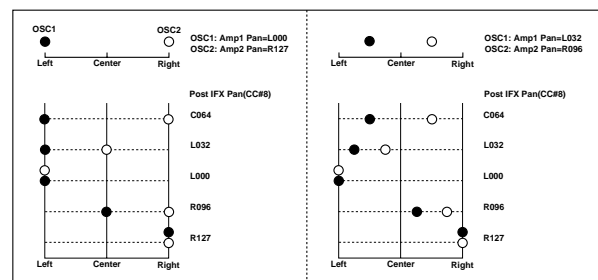 OSC1 OSC2
OSC1: Amp1 Pan=L000
OSC2: Amp2 Pan=R127
Left Center Right
Post IFX Pan(CC#8)
C064
L032
L000
R096
R127
Left Center Right
OSC1: Amp1 Pan=L032
OSC2: Amp2 Pan=R096
Left Center Right
Post IFX Pan(CC#8)
C064
L032
L000
R096
R127
Left Center Right